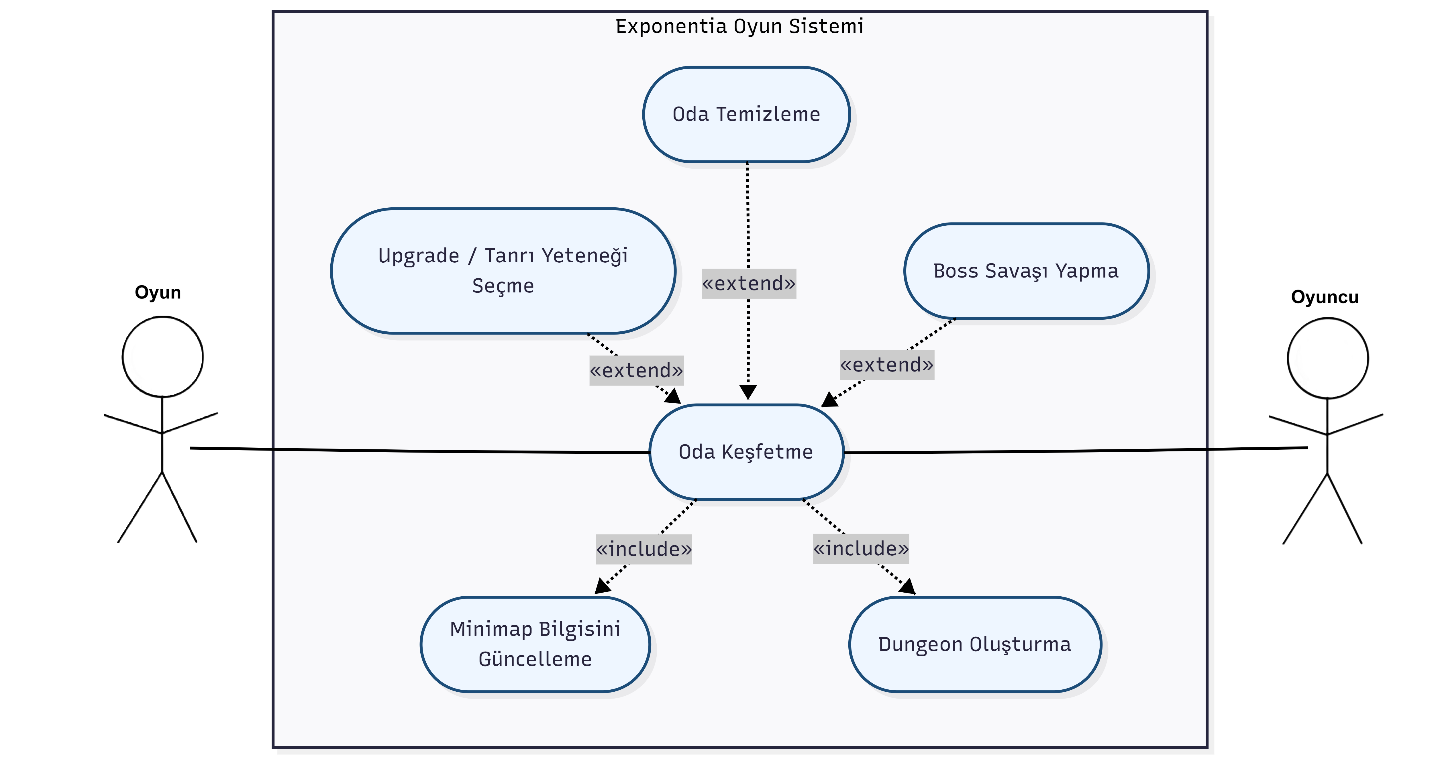 Exponentia Oyun Sistemi
Oda Temizleme
Upgrade / Tanrı Yeteneği
Seçme
Boss Savaşı Yapma
«extend»
Oyun
Oyuncu
«extend»
«extend»
Oda Keşfetme
«include»
«include»
Minimap Bilgisini
Güncelleme
Dungeon Oluşturma